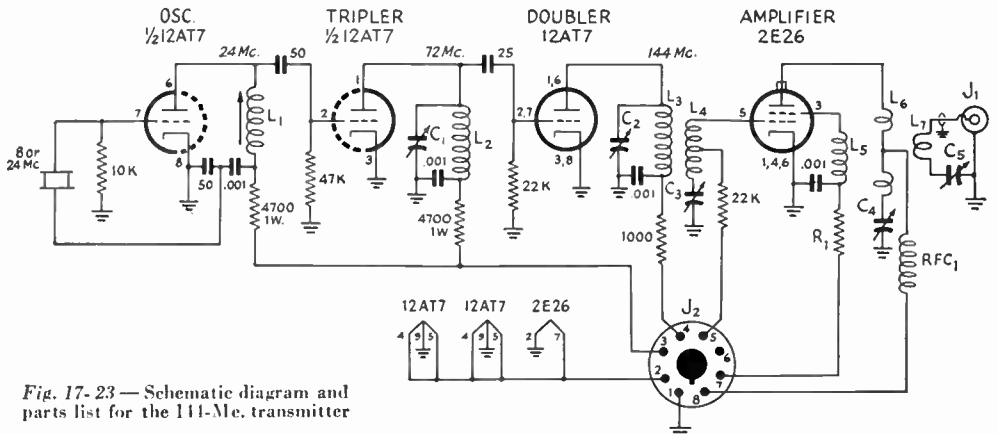 OSC.
½12AT7
TRIPLER
½12AT7
DOUBLER
12AT7
AMPLIFIER
2E26
24Mc.
50
72Mc.
25
144 Mc.
6
7
8
8 or
24 Mc
10K
50
.001
L1
4700
1W.
1
2
3
47K
C1
.001
L2
4700
1W
1,6
2,7
3,8
22K
C2
.001
L3
1000
L4
C3
22K
5
3
1,4,6
.001
L5
R1
L6
C4
L7
C5
J1
RFC1
12AT7
12AT7
2E26
4 9 5
4 9 5
2 7
J2
1 2 3 4 5 6 7 8
Fig. 17-23 — Schematic diagram and
parts list for the 144-Mc. transmitter